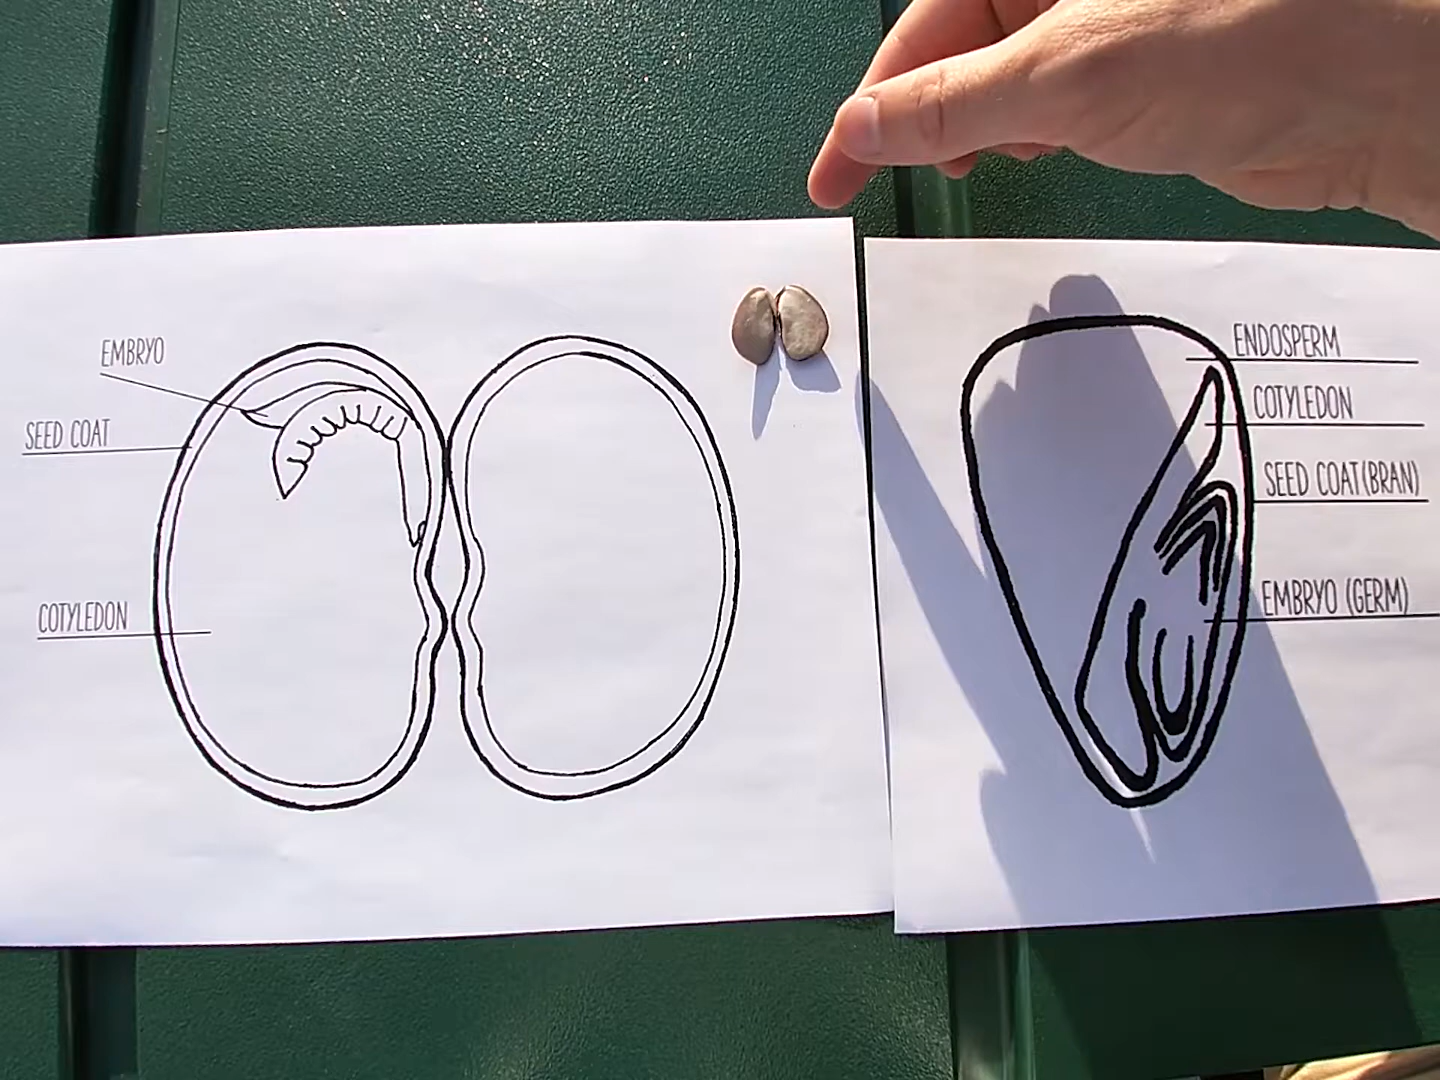 EMBRYO
SEED COAT
COTYLEDON
ENDOSPERM
COTYLEDON
SEED COAT (BRAN)
EMBRYO (GERM)